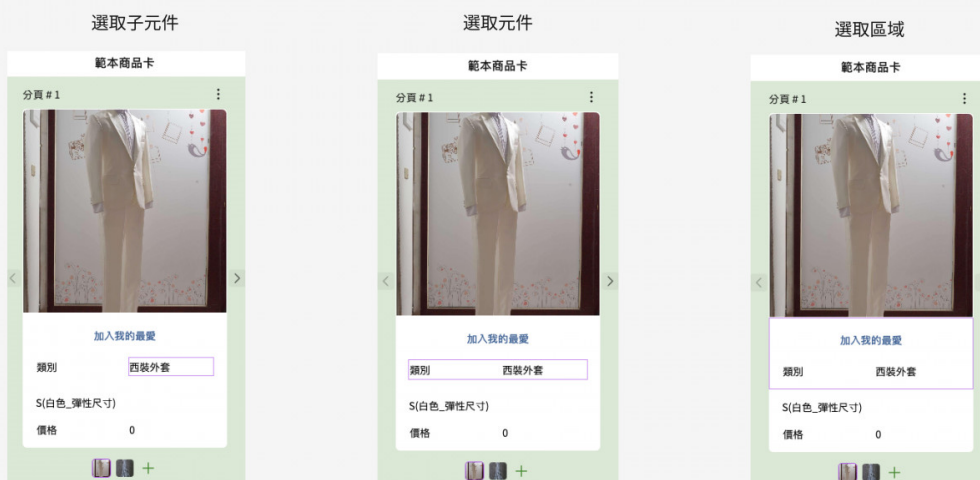 選取子元件
範本商品卡
分頁 # 1
加入我的最愛
類別 西裝外套
S(白色_彈性尺寸)
價格 0
選取元件
範本商品卡
分頁 # 1
加入我的最愛
類別 西裝外套
S(白色_彈性尺寸)
價格 0
選取區域
範本商品卡
分頁 # 1
加入我的最愛
類別 西裝外套
S(白色_彈性尺寸)
價格 0